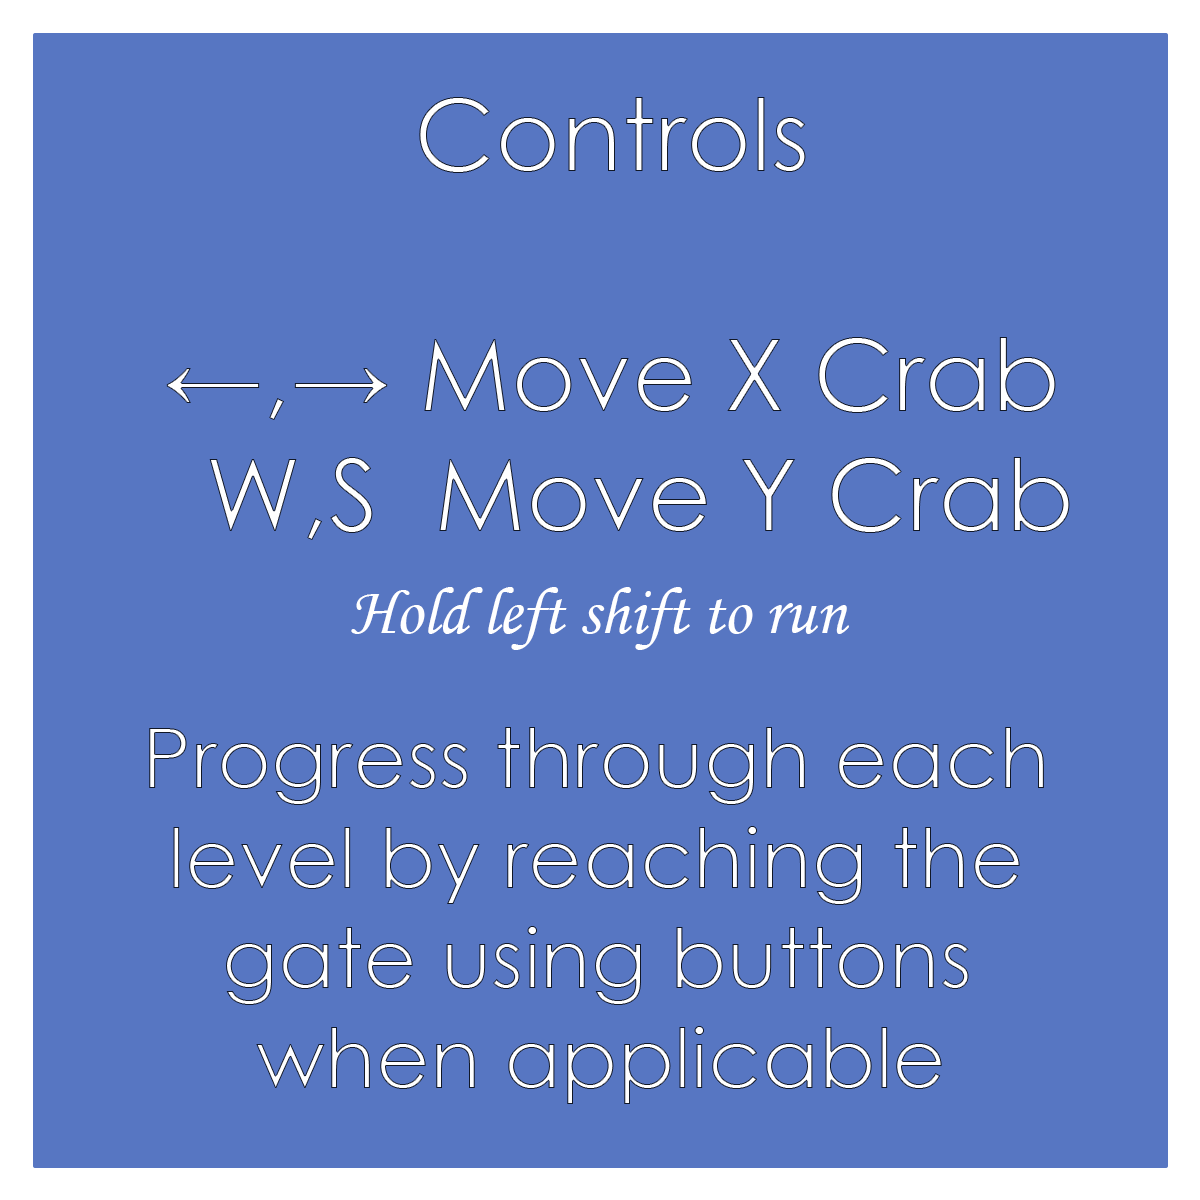 Controls
←,→ Move X Crab
W,S Move Y Crab
Hold left shift to run
Progress through each
level by reaching the
gate using buttons
when applicable